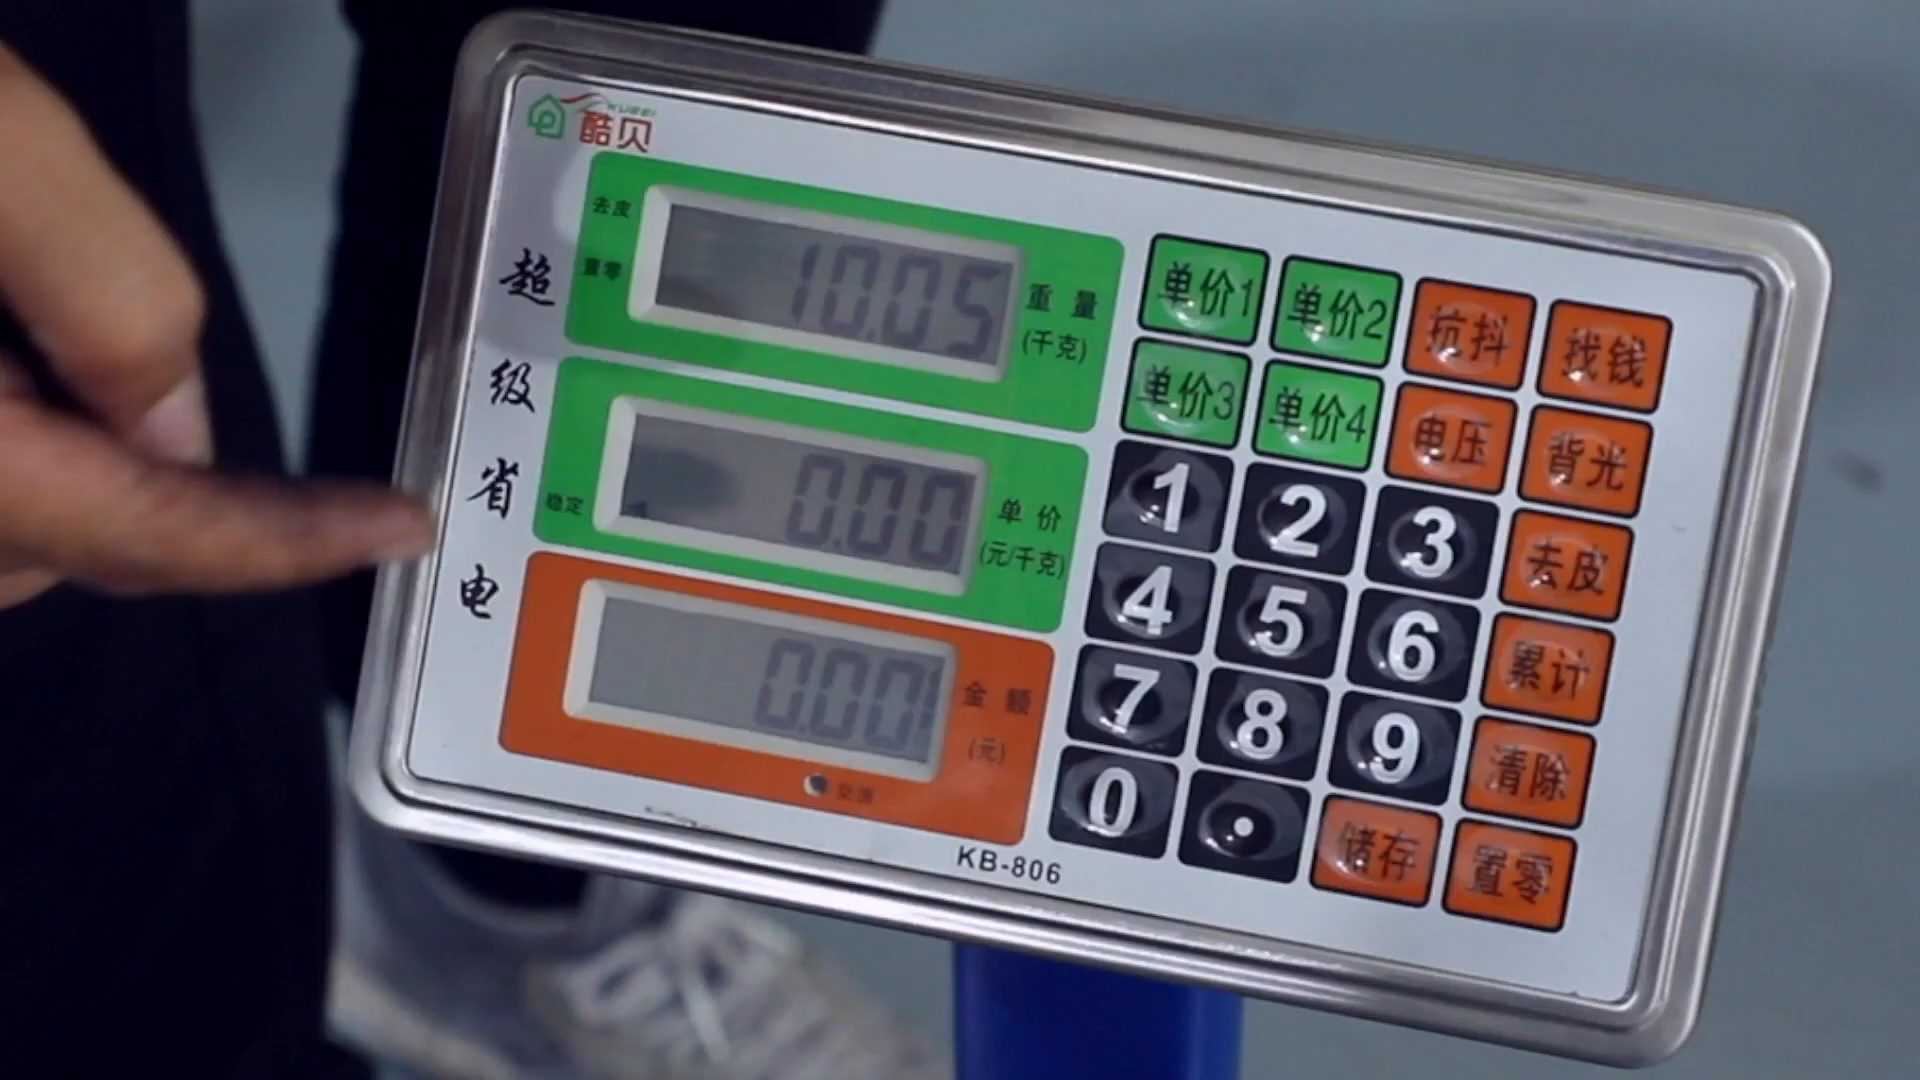 KUBEI
酷贝
超级省电
去皮
置零
10.05
重量
(千克)
稳定
0.00
单价
(元/千克)
0.00
金额
(元)
交流
KB-806
单价1 单价2 抗抖 找钱
单价3 单价4 电压 背光
1 2 3 去皮
4 5 6 累计
7 8 9 清除
0 . 储存 置零